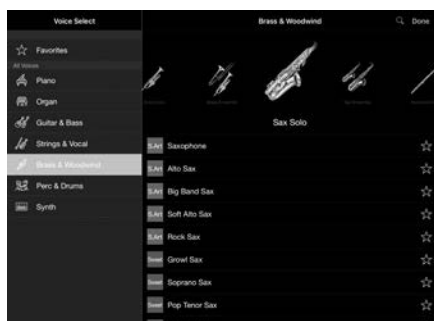 Voice Select
Brass & Woodwind
Done
Favorites
All Voices
Piano
Organ
Guitar & Bass
Strings & Vocal
Brass & Woodwind
Perc & Drums
Synth
Sax Solo
S.Art Saxophone
S.Art Alto Sax
S.Art Big Band Sax
S.Art Soft Alto Sax
S.Art Rock Sax
Sweet Growl Sax
Sweet Soprano Sax
Sweet Pop Tenor Sax